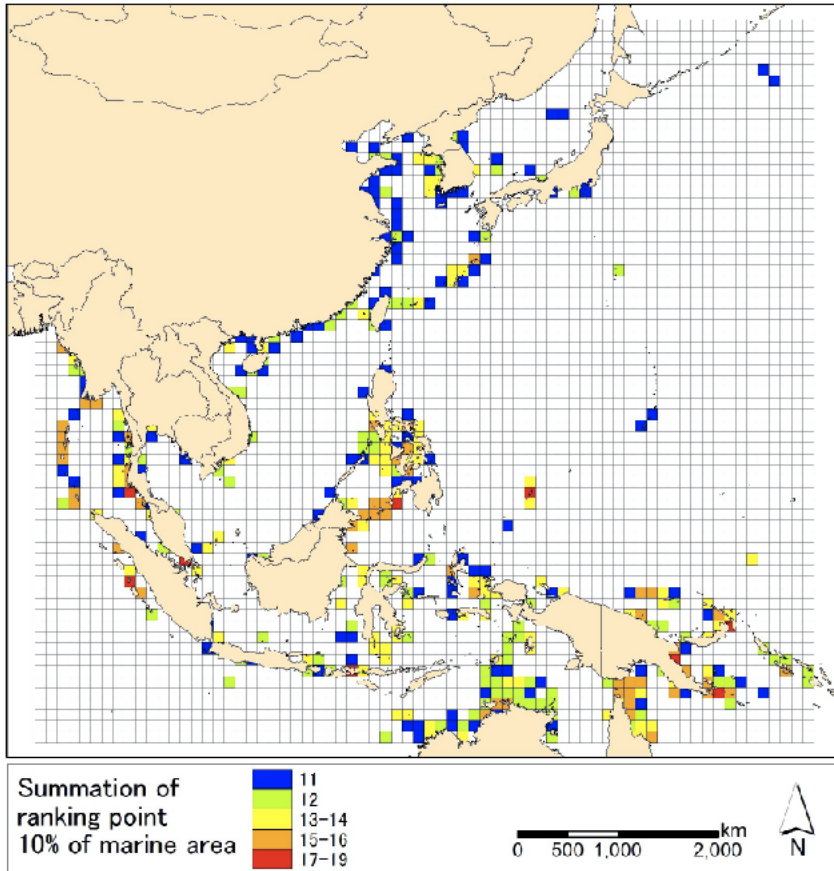 Summation of
ranking point
10% of marine area
11
12
13-14
15-16
17-19
km
0 500 1,000 2,000
N